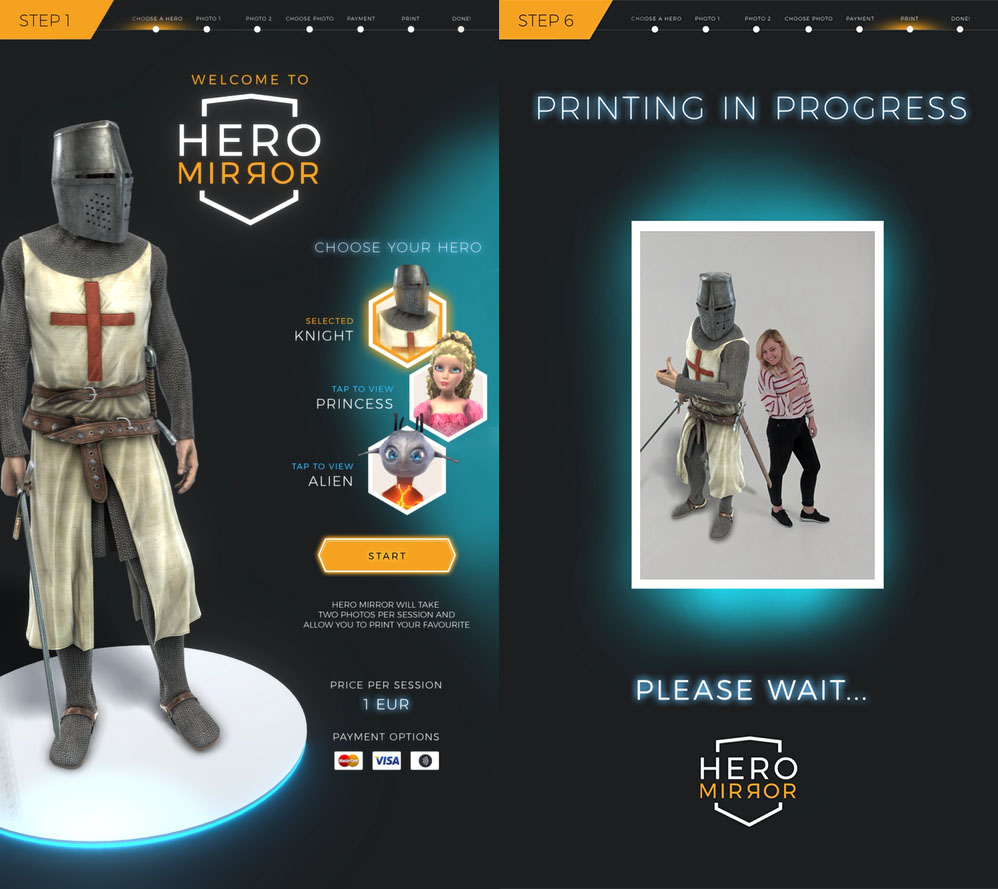 STEP 1
CHOOSE A HERO PHOTO 1 PHOTO 2 CHOOSE PHOTO PAYMENT PRINT DONE!
WELCOME TO
HERO
MIRЯOR
CHOOSE YOUR HERO
SELECTED
KNIGHT
TAP TO VIEW
PRINCESS
TAP TO VIEW
ALIEN
START
HERO MIRROR WILL TAKE
TWO PHOTOS PER SESSION AND
ALLOW YOU TO PRINT YOUR FAVOURITE
PRICE PER SESSION
1 EUR
PAYMENT OPTIONS
MasterCard VISA
STEP 6
CHOOSE A HERO PHOTO 1 PHOTO 2 CHOOSE PHOTO PAYMENT PRINT DONE!
PRINTING IN PROGRESS
PLEASE WAIT...
HERO
MIRЯOR